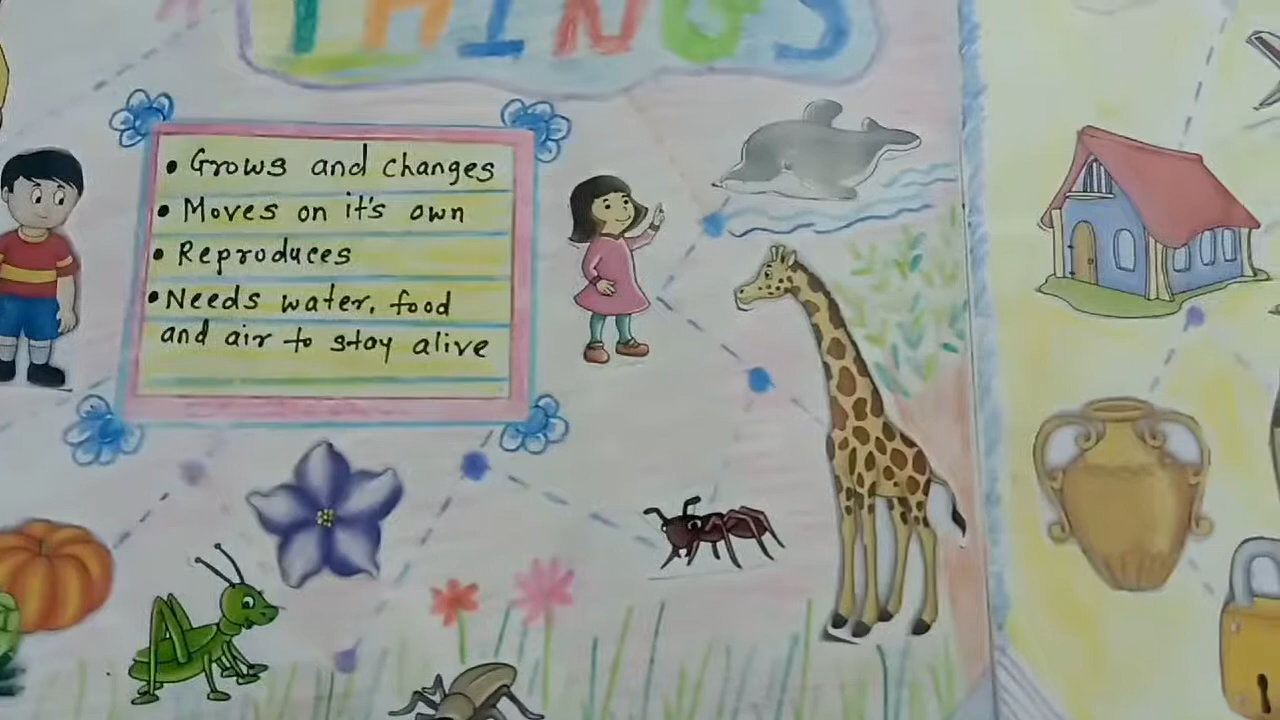 THINGS
• Grows and changes
• Moves on it's own
• Reproduces
• Needs water, food
and air to stay alive